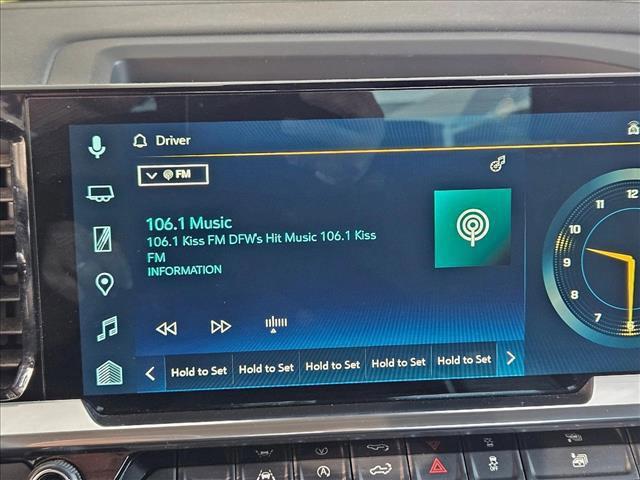 Driver
FM
106.1 Music
106.1 Kiss FM DFW's Hit Music 106.1 Kiss
FM
INFORMATION
Hold to Set Hold to Set Hold to Set Hold to Set Hold to Set
12
11
10
9
8
7
6